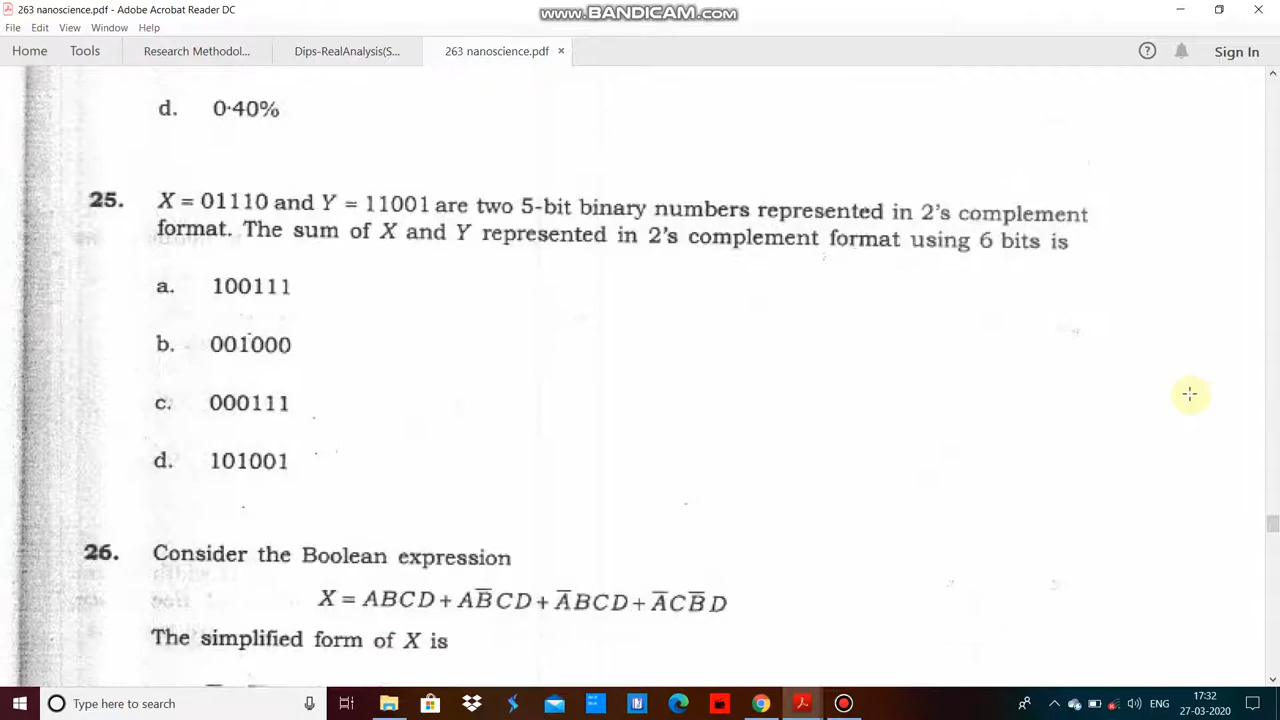 263 nanoscience.pdf - Adobe Acrobat Reader DC
www.BANDICAM.com
File Edit View Window Help
Home Tools Research Methodol... Dips-RealAnalysis(S... 263 nanoscience.pdf × Sign In
d. 0·40%
25. X = 01110 and Y = 11001 are two 5-bit binary numbers represented in 2's complement
format. The sum of X and Y represented in 2's complement format using 6 bits is
a. 100111
b. 001000
c. 000111
d. 101001
26. Consider the Boolean expression
X = ABCD + AB̅CD + A̅BCD + A̅CB̅D
The simplified form of X is
Type here to search
ENG
17:32
27-03-2020